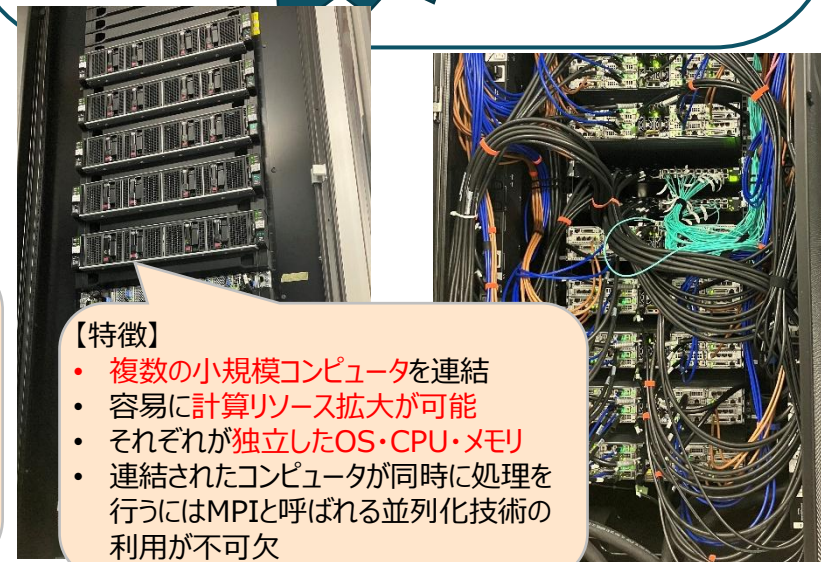 【特徴】
• 複数の小規模コンピュータを連結
• 容易に計算リソース拡大が可能
• それぞれが独立したOS・CPU・メモリ
• 連結されたコンピュータが同時に処理を
行うにはMPIと呼ばれる並列化技術の
利用が不可欠